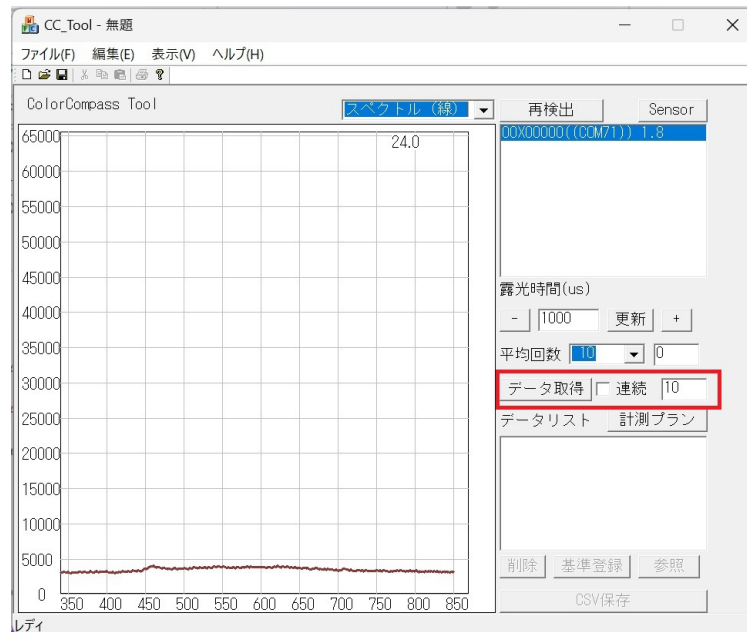 CC_Tool - 無題
ファイル(F) 編集(E) 表示(V) ヘルプ(H)
ColorCompass Tool
スペクトル (線)
再検出
Sensor
00X00000((COM71)) 1.8
65000
24.0
60000
55000
50000
45000
40000
35000
30000
25000
20000
15000
10000
5000
0
350 400 450 500 550 600 650 700 750 800 850
露光時間(us)
- 1000 更新 +
平均回数 10 0
データ取得 連続 10
データリスト 計測プラン
削除 基準登録 参照
CSV保存
レディ